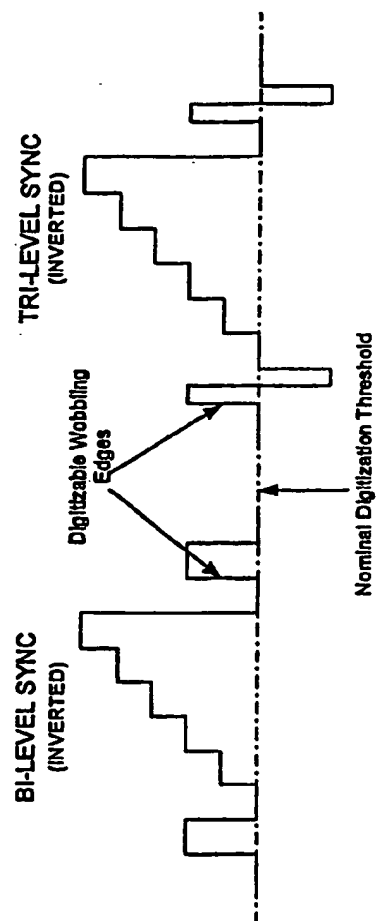 BI-LEVEL SYNC
(INVERTED)
TRI-LEVEL SYNC
(INVERTED)
Digitizable Wobbling
Edges
Nominal Digitization Threshold